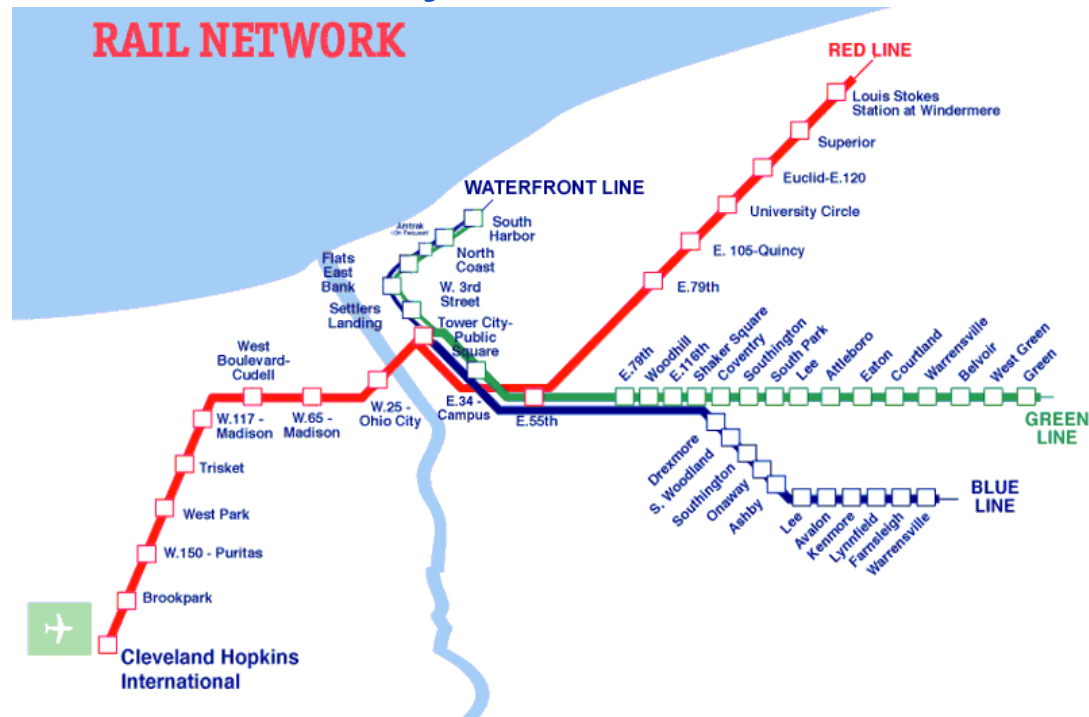 RAIL NETWORK
RED LINE
Louis Stokes
Station at Windermere
Superior
Euclid-E.120
University Circle
E. 105-Quincy
E.79th
WATERFRONT LINE
South
Harbor
Amtrak
(On Request)
North
Coast
Flats
East
Bank
W. 3rd
Street
Settlers
Landing
Tower City-
Public
Square
West
Boulevard-
Cudell
W.117 -
Madison
W.65 -
Madison
W.25 -
Ohio City
E.34 -
Campus
E.55th
E.79th
Woodhill
E.116th
Shaker Square
Coventry
Southington
South Park
Lee
Attleboro
Eaton
Courtland
Warrensville
Belvoir
West Green
Green
GREEN
LINE
Drexmore
S. Woodland
Southington
Onaway
Ashby
Lee
Avalon
Kenmore
Lynnfield
Farnsleigh
Warrensville
BLUE
LINE
Trisket
West Park
W.150 - Puritas
Brookpark
Cleveland Hopkins
International